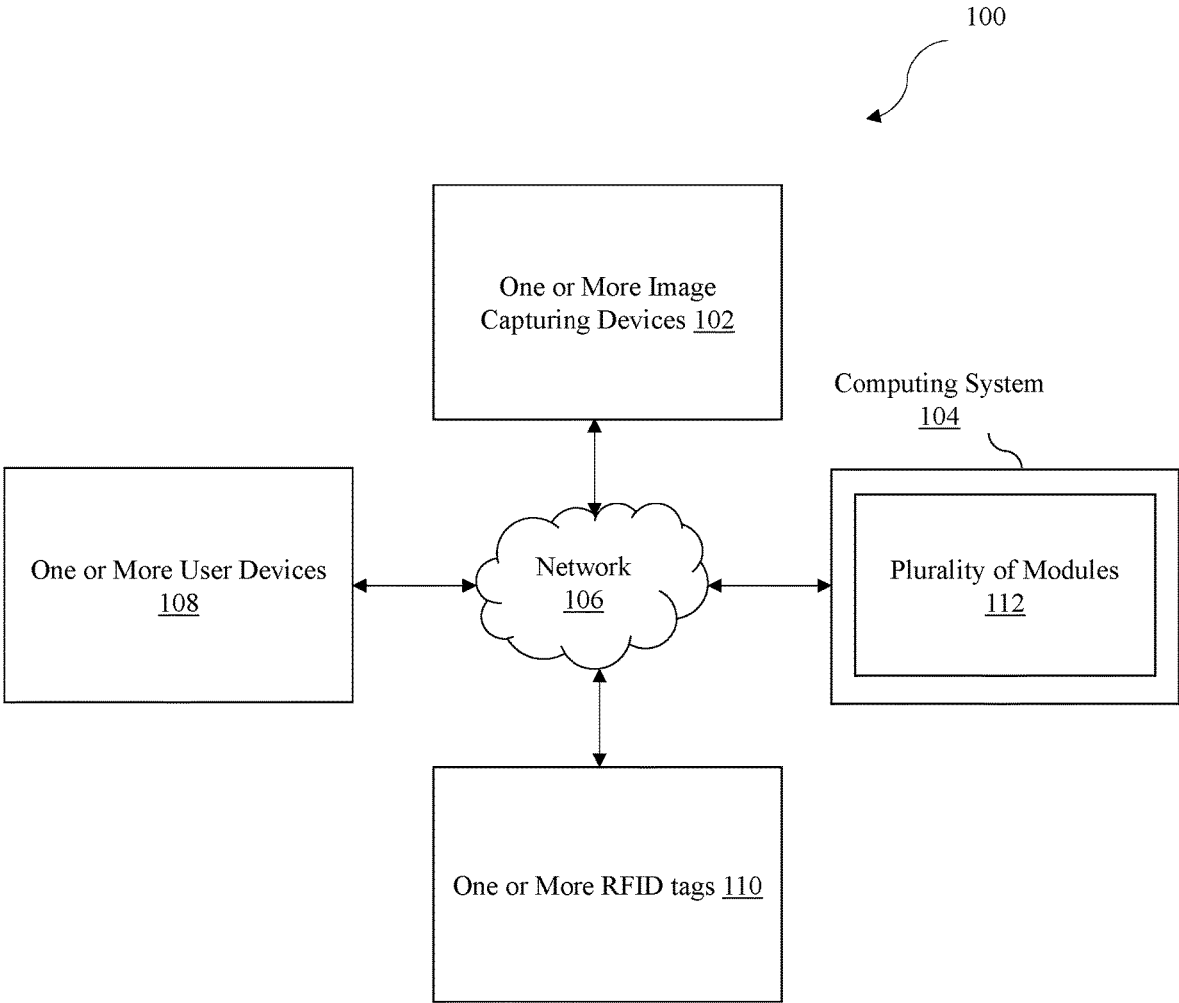 100
One or More Image
Capturing Devices 102
Computing System
104
One or More User Devices
108
Network
106
Plurality of Modules
112
One or More RFID tags 110